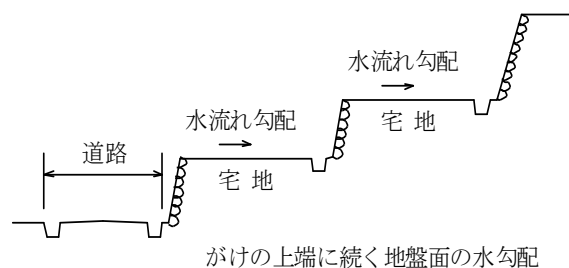 水流れ勾配
宅 地
水流れ勾配
宅 地
道路
がけの上端に続く地盤面の水勾配